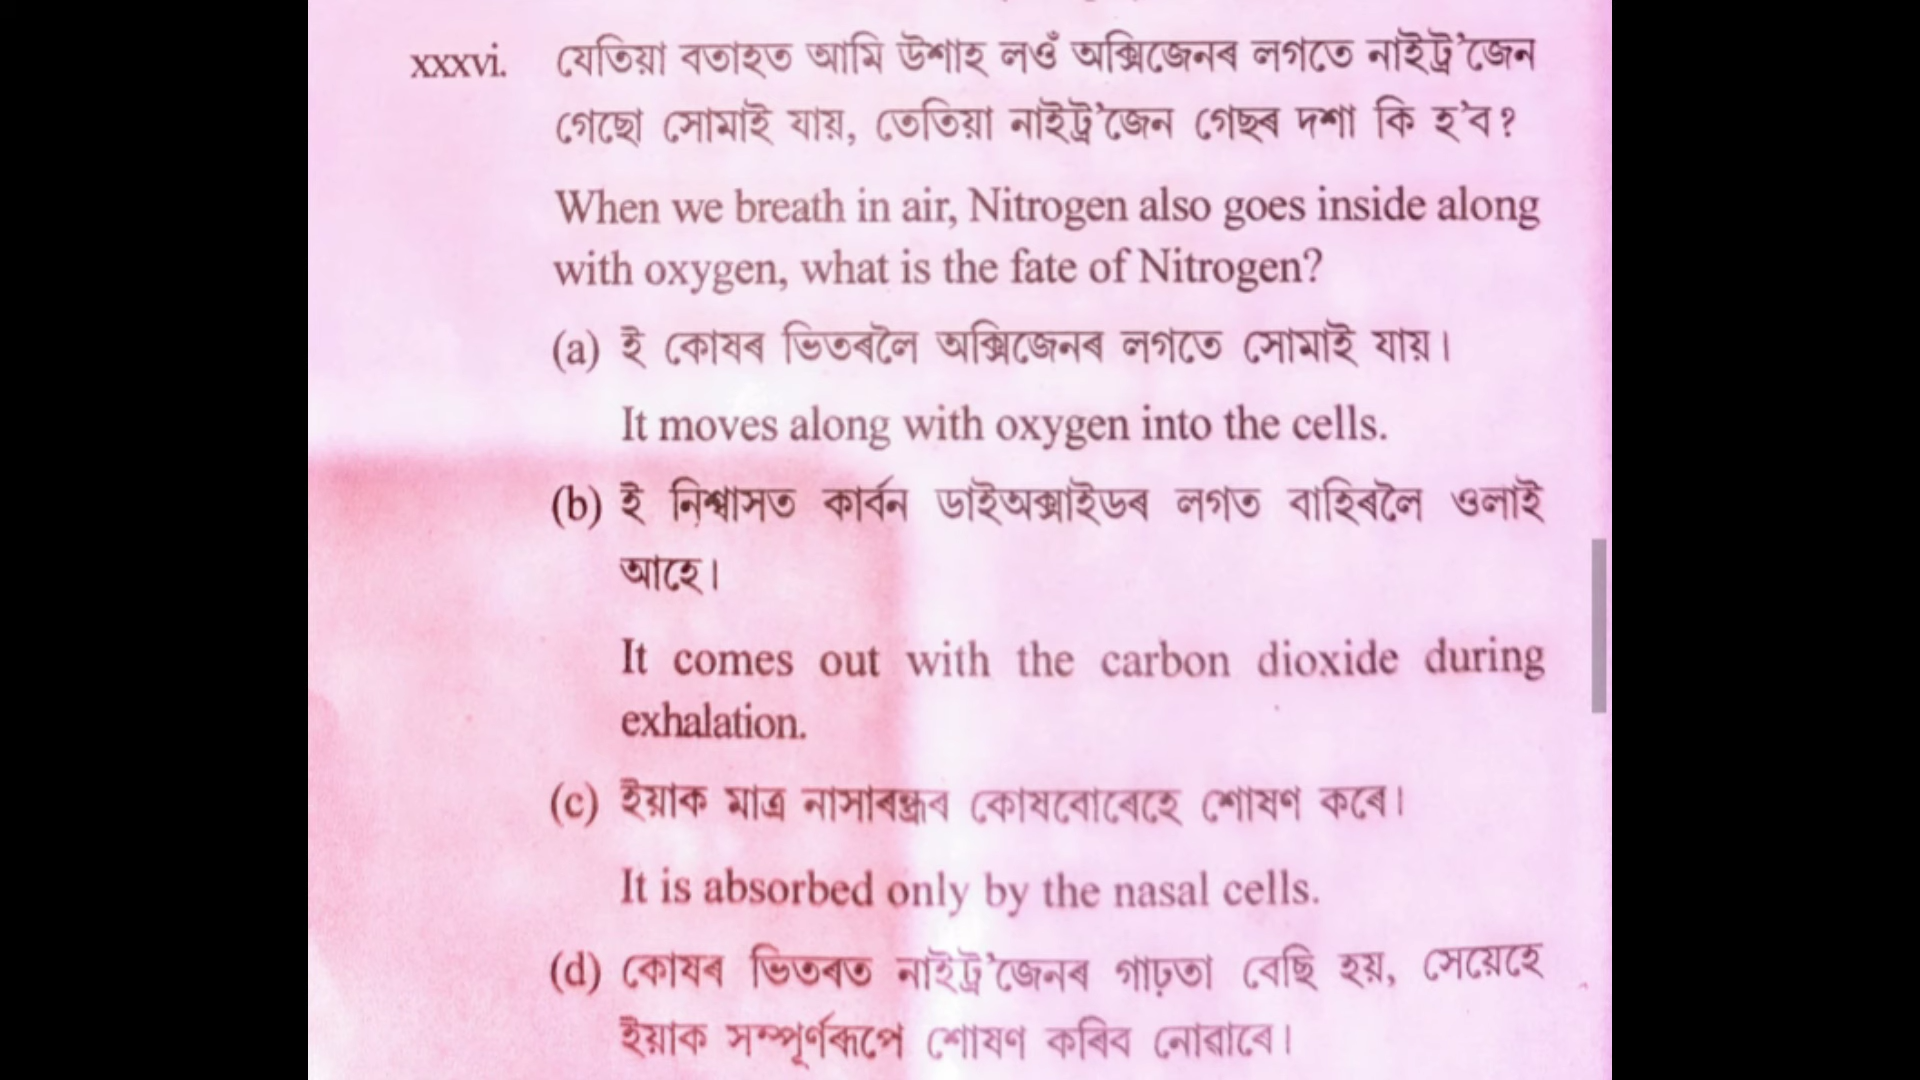 xxxvi. যেতিয়া বতাহত আমি উশাহ লওঁ অক্সিজেনৰ লগতে নাইট্ৰ'জেন
গেছো সোমাই যায়, তেতিয়া নাইট্ৰ'জেন গেছৰ দশা কি হ'ব?
When we breath in air, Nitrogen also goes inside along
with oxygen, what is the fate of Nitrogen?
(a) ই কোষৰ ভিতৰলৈ অক্সিজেনৰ লগতে সোমাই যায়।
It moves along with oxygen into the cells.
(b) ই নিশ্বাসত কাৰ্বন ডাইঅক্সাইডৰ লগত বাহিৰলৈ ওলাই
আহে।
It comes out with the carbon dioxide during
exhalation.
(c) ইয়াক মাত্ৰ নাসাৰন্ধ্ৰৰ কোষবোৰেহে শোষণ কৰে।
It is absorbed only by the nasal cells.
(d) কোষৰ ভিতৰত নাইট্ৰ'জেনৰ গাঢ়তা বেছি হয়, সেয়েহে
ইয়াক সম্পূৰ্ণৰূপে শোষণ কৰিব নোৱাৰে।